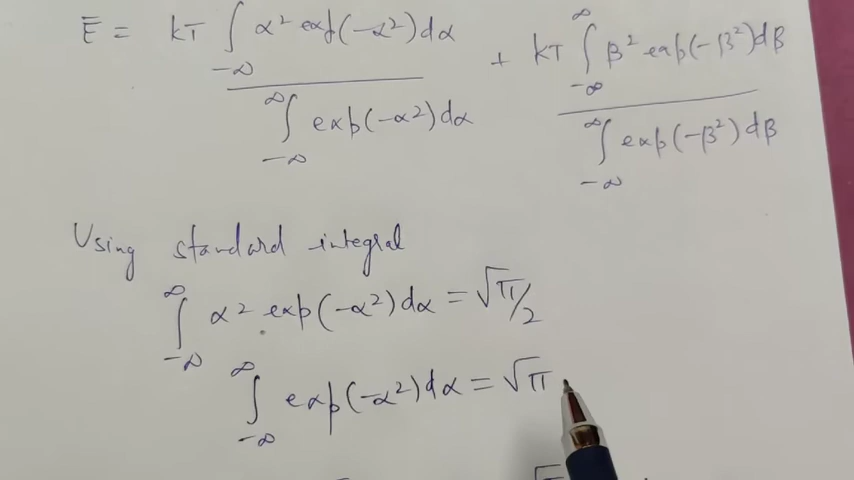 Ē = kT ∫_{-∞}^{∞} α² exp(-α²)dα / ∫_{-∞}^{∞} exp(-α²)dα + kT ∫_{-∞}^{∞} β² exp(-β²)dβ / ∫_{-∞}^{∞} exp(-β²)dβ
Using standard integral
∫_{-∞}^{∞} α² exp(-α²)dα = √π/2
∫_{-∞}^{∞} exp(-α²)dα = √π